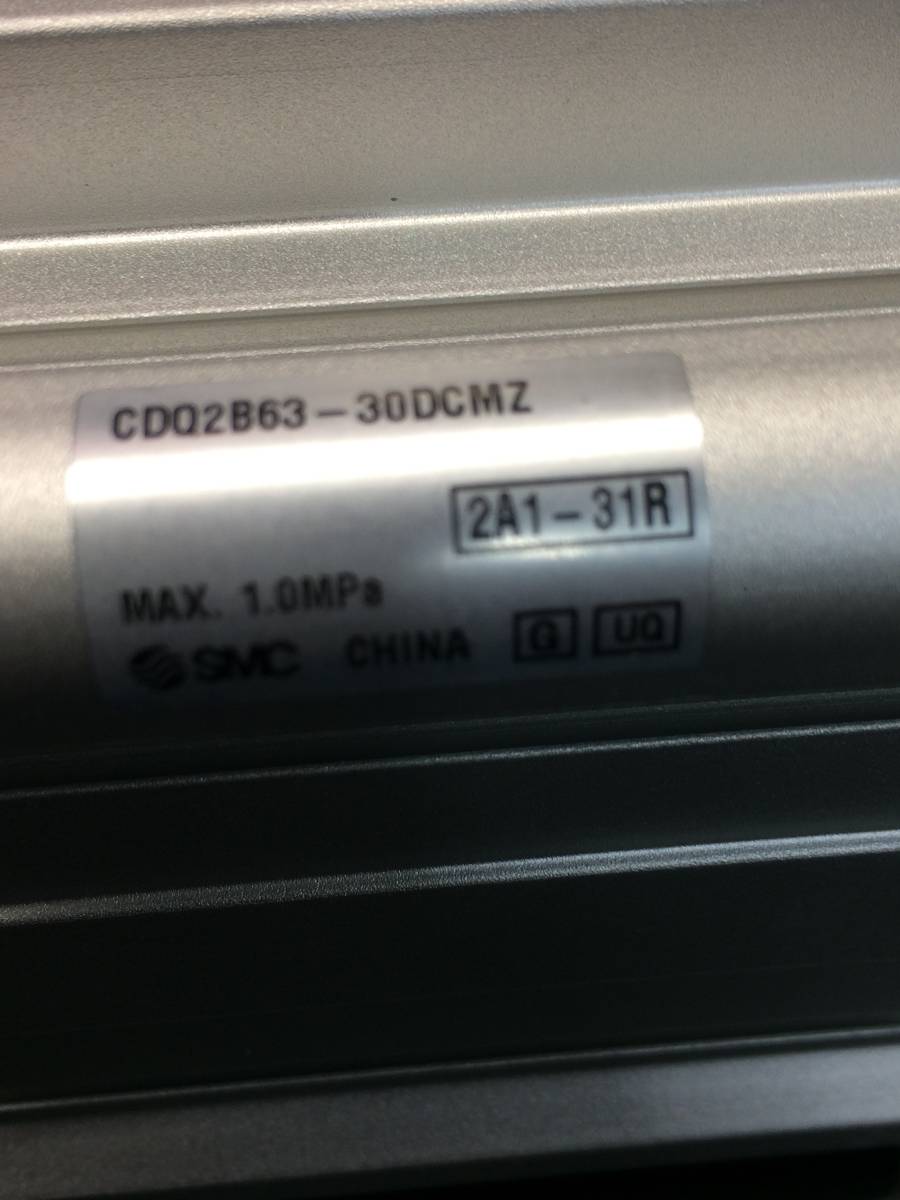 CDQ2B63-30DCMZ
2A1-31R
MAX. 1.0MPa
SMC CHINA G UQ